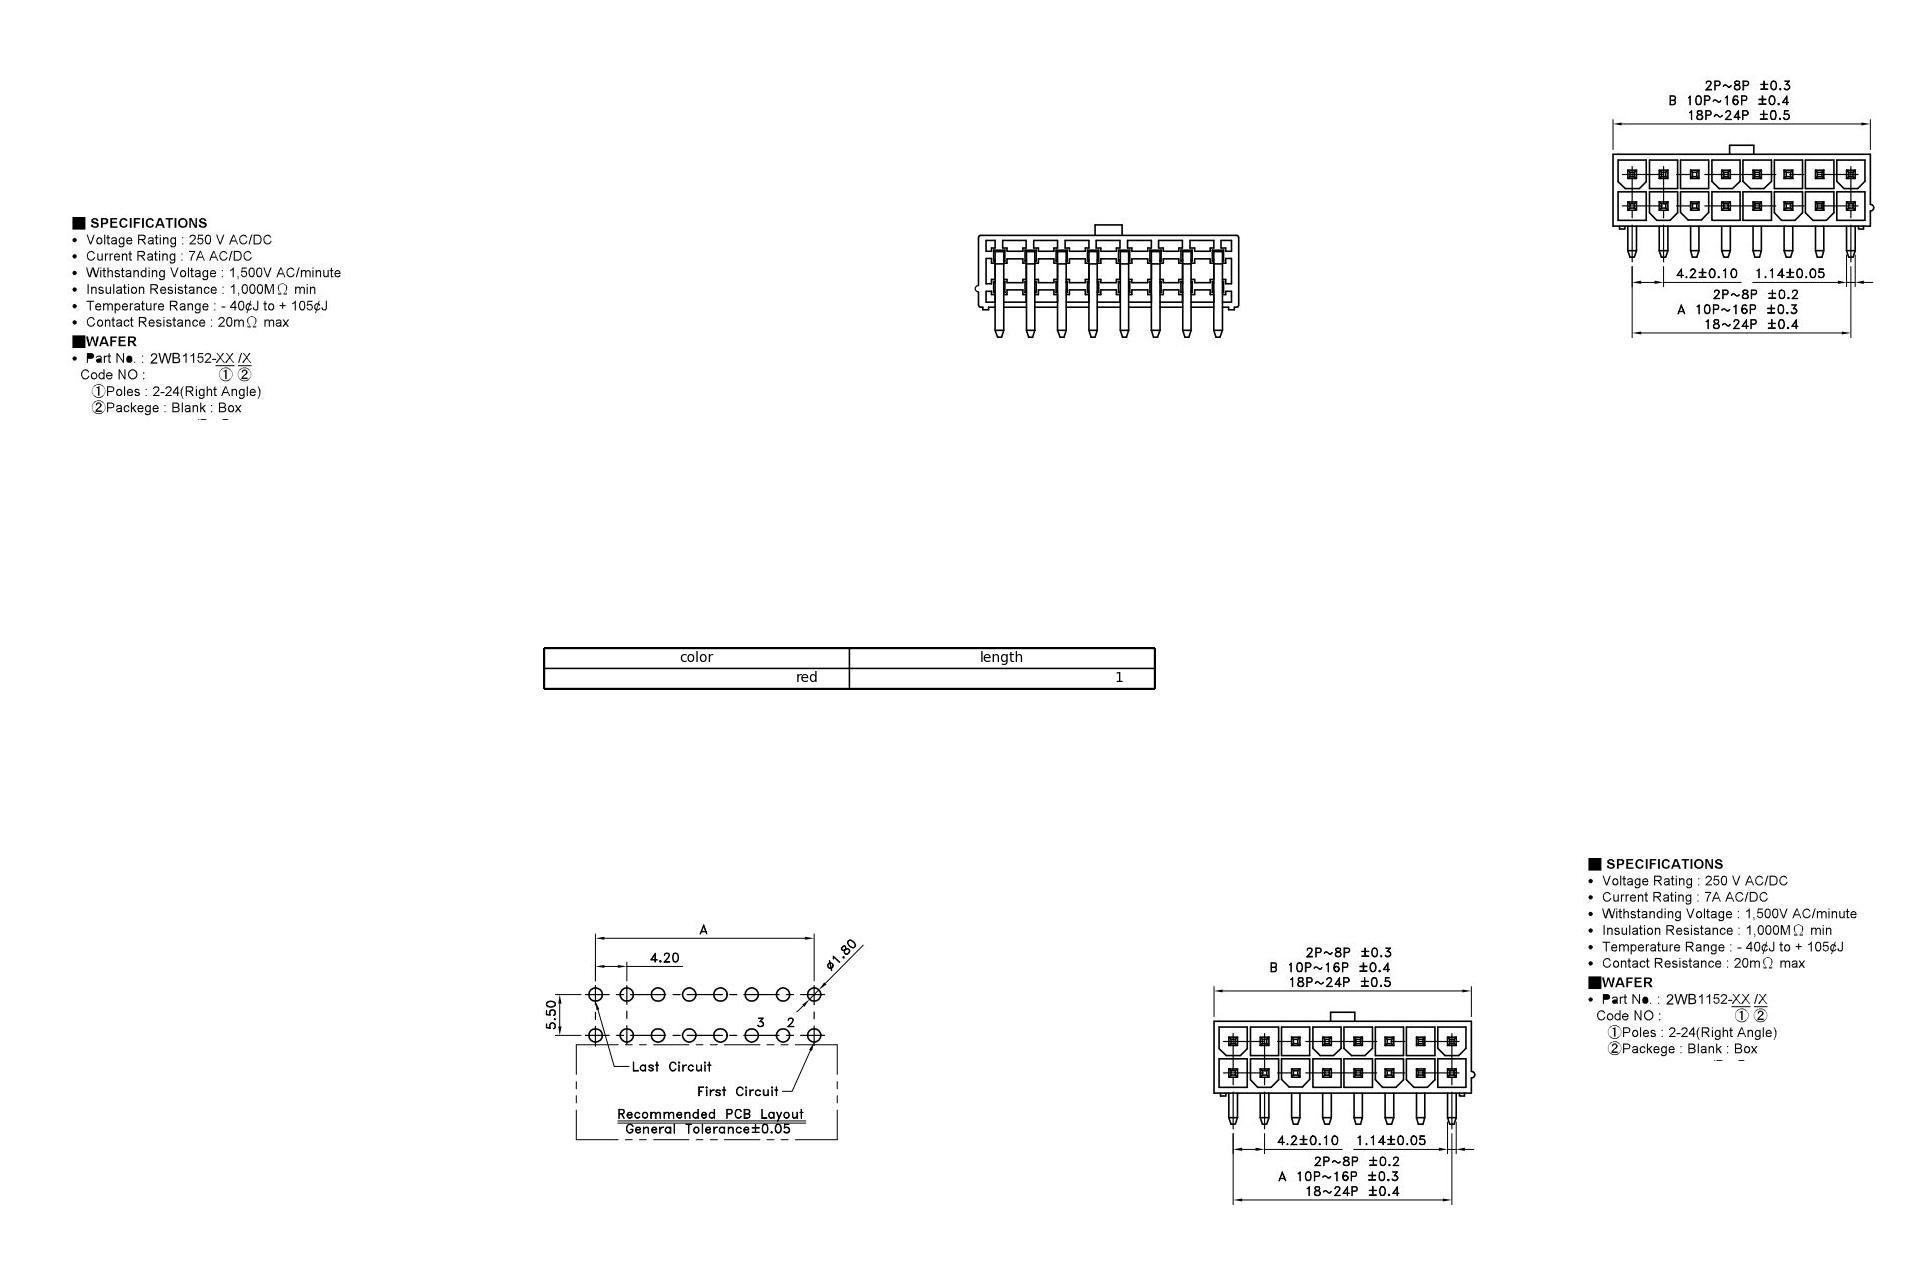 2P~8P ±0.3
B 10P~16P ±0.4
18P~24P ±0.5
4.2±0.10 1.14±0.05
2P~8P ±0.2
A 10P~16P ±0.3
18~24P ±0.4
■ SPECIFICATIONS
• Voltage Rating : 250 V AC/DC
• Current Rating : 7A AC/DC
• Withstanding Voltage : 1,500V AC/minute
• Insulation Resistance : 1,000MΩ min
• Temperature Range : - 40¢J to + 105¢J
• Contact Resistance : 20mΩ max
■WAFER
• Part No. : 2WB1152-XX /X
Code NO : ① ②
①Poles : 2-24(Right Angle)
②Packege : Blank : Box
color length
red 1
A
4.20
ø1.80
5.50
3 2
Last Circuit
First Circuit
Recommended PCB Layout
General Tolerance±0.05
2P~8P ±0.3
B 10P~16P ±0.4
18P~24P ±0.5
4.2±0.10 1.14±0.05
2P~8P ±0.2
A 10P~16P ±0.3
18~24P ±0.4
■ SPECIFICATIONS
• Voltage Rating : 250 V AC/DC
• Current Rating : 7A AC/DC
• Withstanding Voltage : 1,500V AC/minute
• Insulation Resistance : 1,000MΩ min
• Temperature Range : - 40¢J to + 105¢J
• Contact Resistance : 20mΩ max
■WAFER
• Part No. : 2WB1152-XX /X
Code NO : ① ②
①Poles : 2-24(Right Angle)
②Packege : Blank : Box